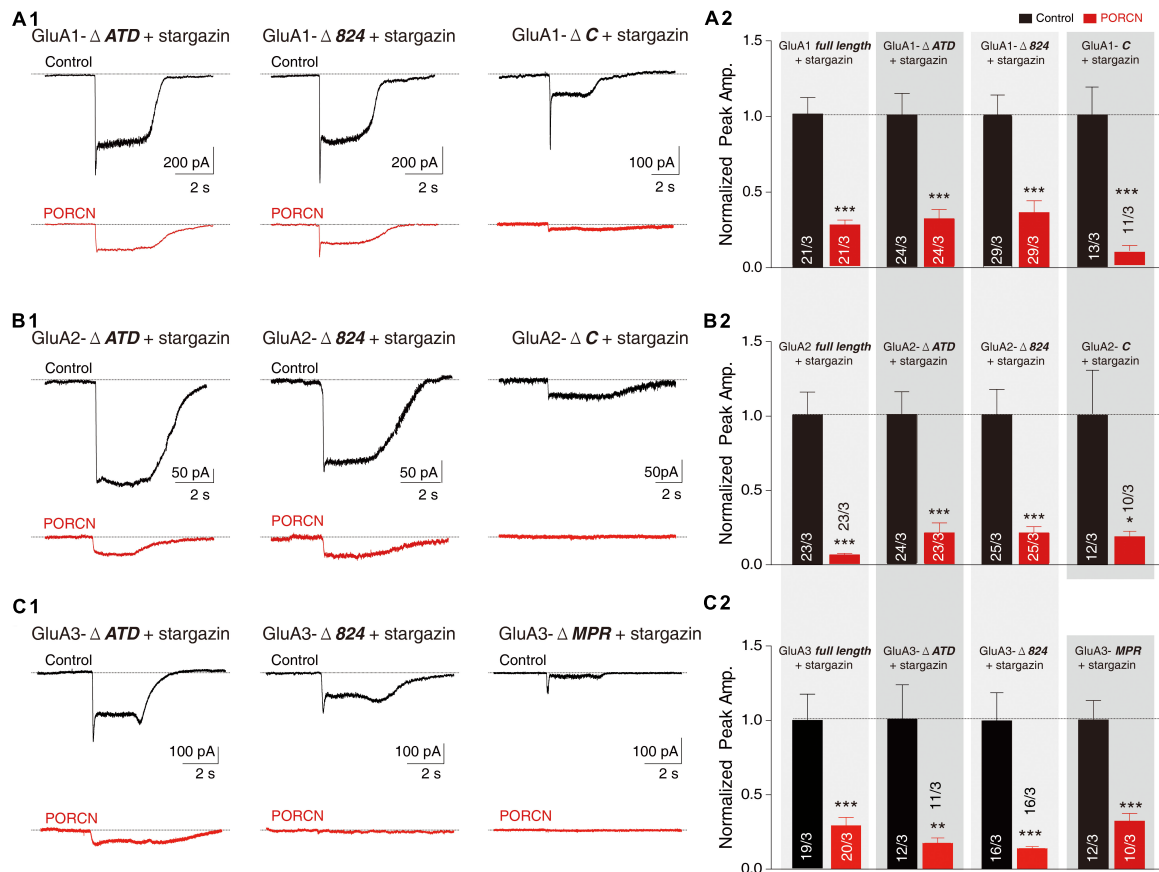 A1
GluA1- Δ ATD + stargazin
GluA1- Δ 824 + stargazin
GluA1- Δ C + stargazin
Control
Control
Control
200 pA
2 s
200 pA
2 s
100 pA
2 s
PORCN
PORCN
A2
Control
PORCN
Normalized Peak Amp.
1.5
1.0
0.5
0.0
GluA1 full length
+ stargazin
GluA1- Δ ATD
+ stargazin
GluA1- Δ 824
+ stargazin
GluA1- C
+ stargazin
***
***
***
***
21/3
21/3
24/3
24/3
29/3
29/3
13/3
11/3
B1
GluA2- Δ ATD + stargazin
GluA2- Δ 824 + stargazin
GluA2- Δ C + stargazin
Control
Control
Control
50 pA
2 s
50 pA
2 s
50pA
2 s
PORCN
PORCN
B2
Normalized Peak Amp.
1.5
1.0
0.5
0.0
GluA2 full length
+ stargazin
GluA2- Δ ATD
+ stargazin
GluA2- Δ 824
+ stargazin
GluA2- C
+ stargazin
***
***
***
*
23/3
23/3
24/3
23/3
25/3
25/3
12/3
10/3
C1
GluA3- Δ ATD + stargazin
GluA3- Δ 824 + stargazin
GluA3- Δ MPR + stargazin
Control
Control
Control
100 pA
2 s
100 pA
2 s
100 pA
2 s
PORCN
PORCN
PORCN
C2
Normalized Peak Amp.
1.5
1.0
0.5
0.0
GluA3 full length
+ stargazin
GluA3- Δ ATD
+ stargazin
GluA3- Δ 824
+ stargazin
GluA3- MPR
+ stargazin
***
**
***
***
19/3
20/3
12/3
11/3
16/3
16/3
12/3
10/3